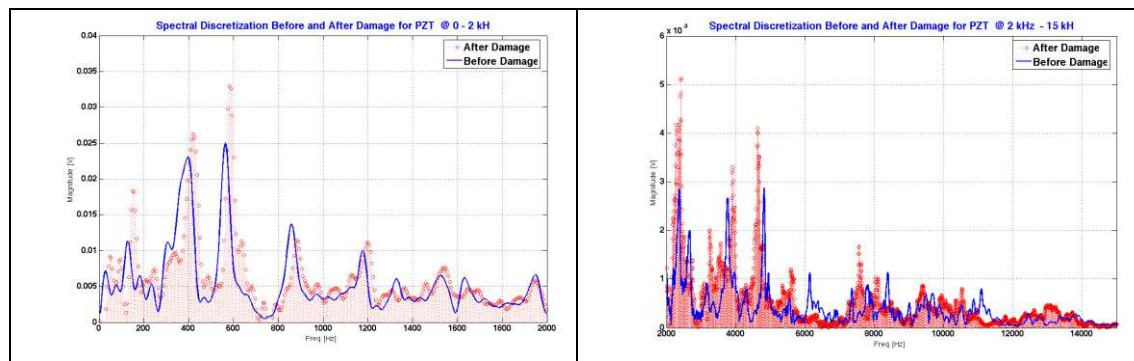 Spectral Discretization Before and After Damage for PZT @ 0 - 2 kH
0.04
0.035
0.03
0.025
0.02
0.015
0.01
0.005
0
Magnitude [V]
After Damage
Before Damage
0 200 400 600 800 1000 1200 1400 1600 1800 2000
Freq. [Hz]
Spectral Discretization Before and After Damage for PZT @ 2 kHz - 15 kH
6 x 10⁻³
5
4
3
2
1
0
Magnitude [V]
After Damage
Before Damage
2000 4000 6000 8000 10000 12000 14000
Freq. [Hz]